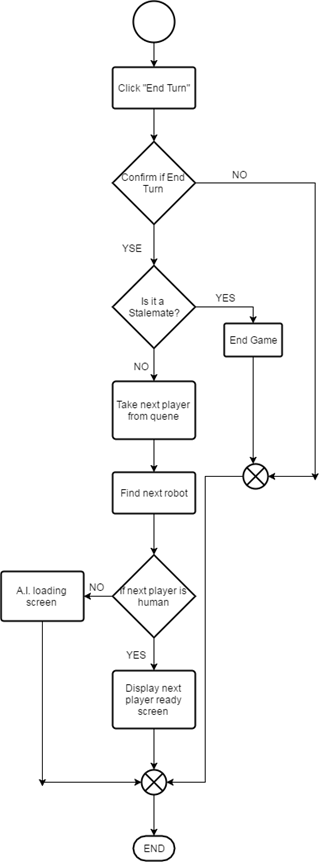 Click "End Turn"
Confirm if End
Turn
NO
YSE
Is it a
Stalemate?
YES
End Game
NO
Take next player
from quene
Find next robot
If next player is
human
NO
A.I. loading
screen
YES
Display next
player ready
screen
END